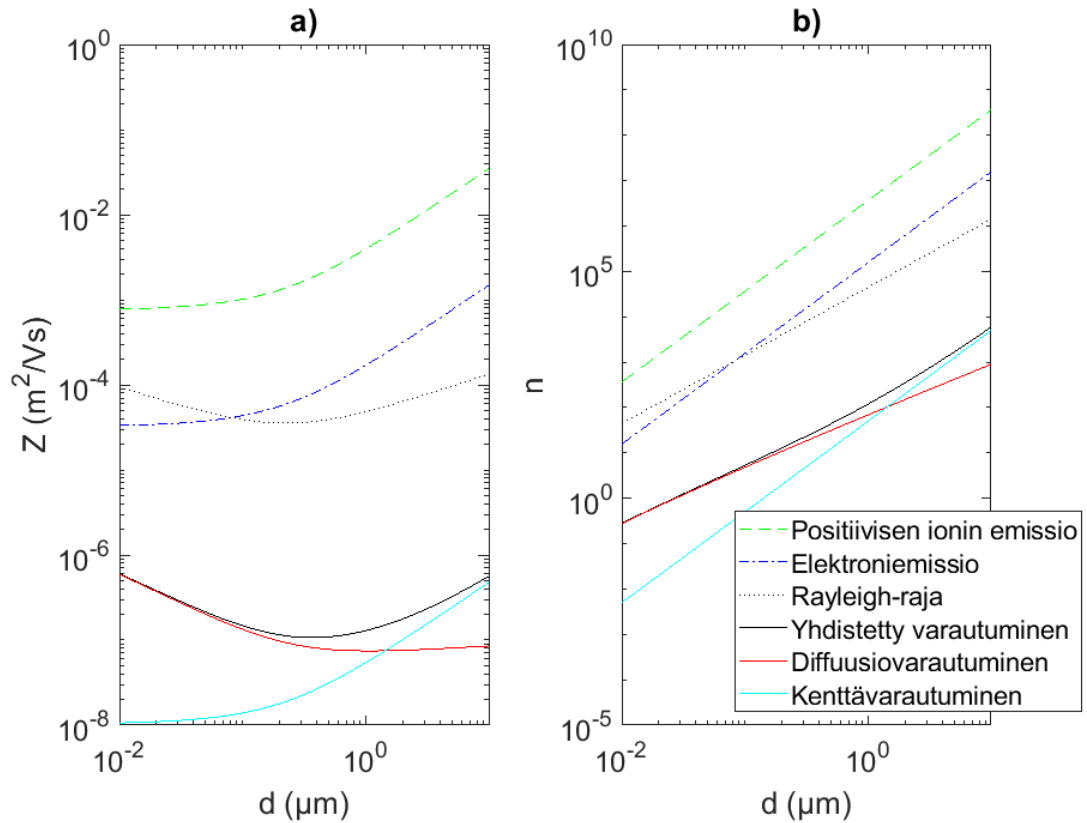 a)
10^0
10^-2
10^-4
10^-6
10^-8
Z (m^2/Vs)
10^-2
10^0
d (µm)
b)
10^10
10^5
10^0
10^-5
n
10^-2
10^0
d (µm)
Positiivisen ionin emissio
Elektroniemissio
Rayleigh-raja
Yhdistetty varautuminen
Diffuusiovarautuminen
Kenttävarautuminen